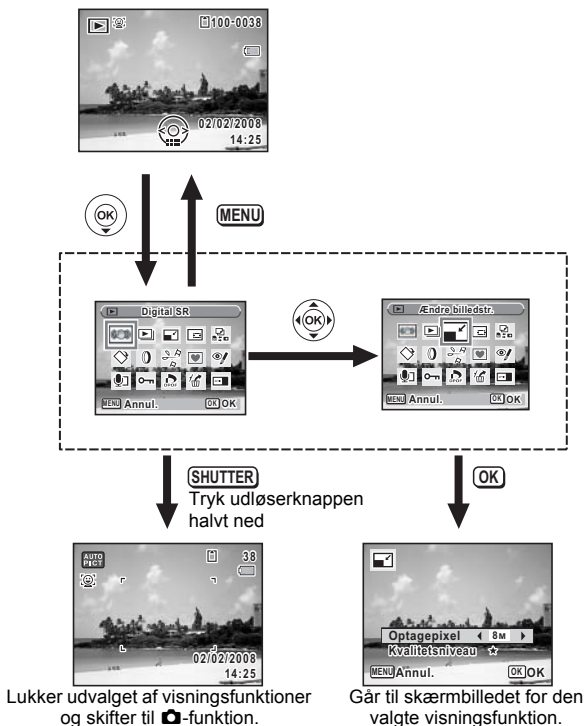 100-0038
02/02/2008
14:25
OK
MENU
Digital SR
MENU Annul.
OK OK
OK
Ændre billedstr.
MENU Annul.
OK OK
SHUTTER
Tryk udløserknappen
halvt ned
OK
AUTO
PICT
38
02/02/2008
14:25
Optagepixel 8M
Kvalitetsniveau
MENU Annul.
OK OK
Lukker udvalget af visningsfunktioner
og skifter til -funktion.
Går til skærmbilledet for den
valgte visningsfunktion.